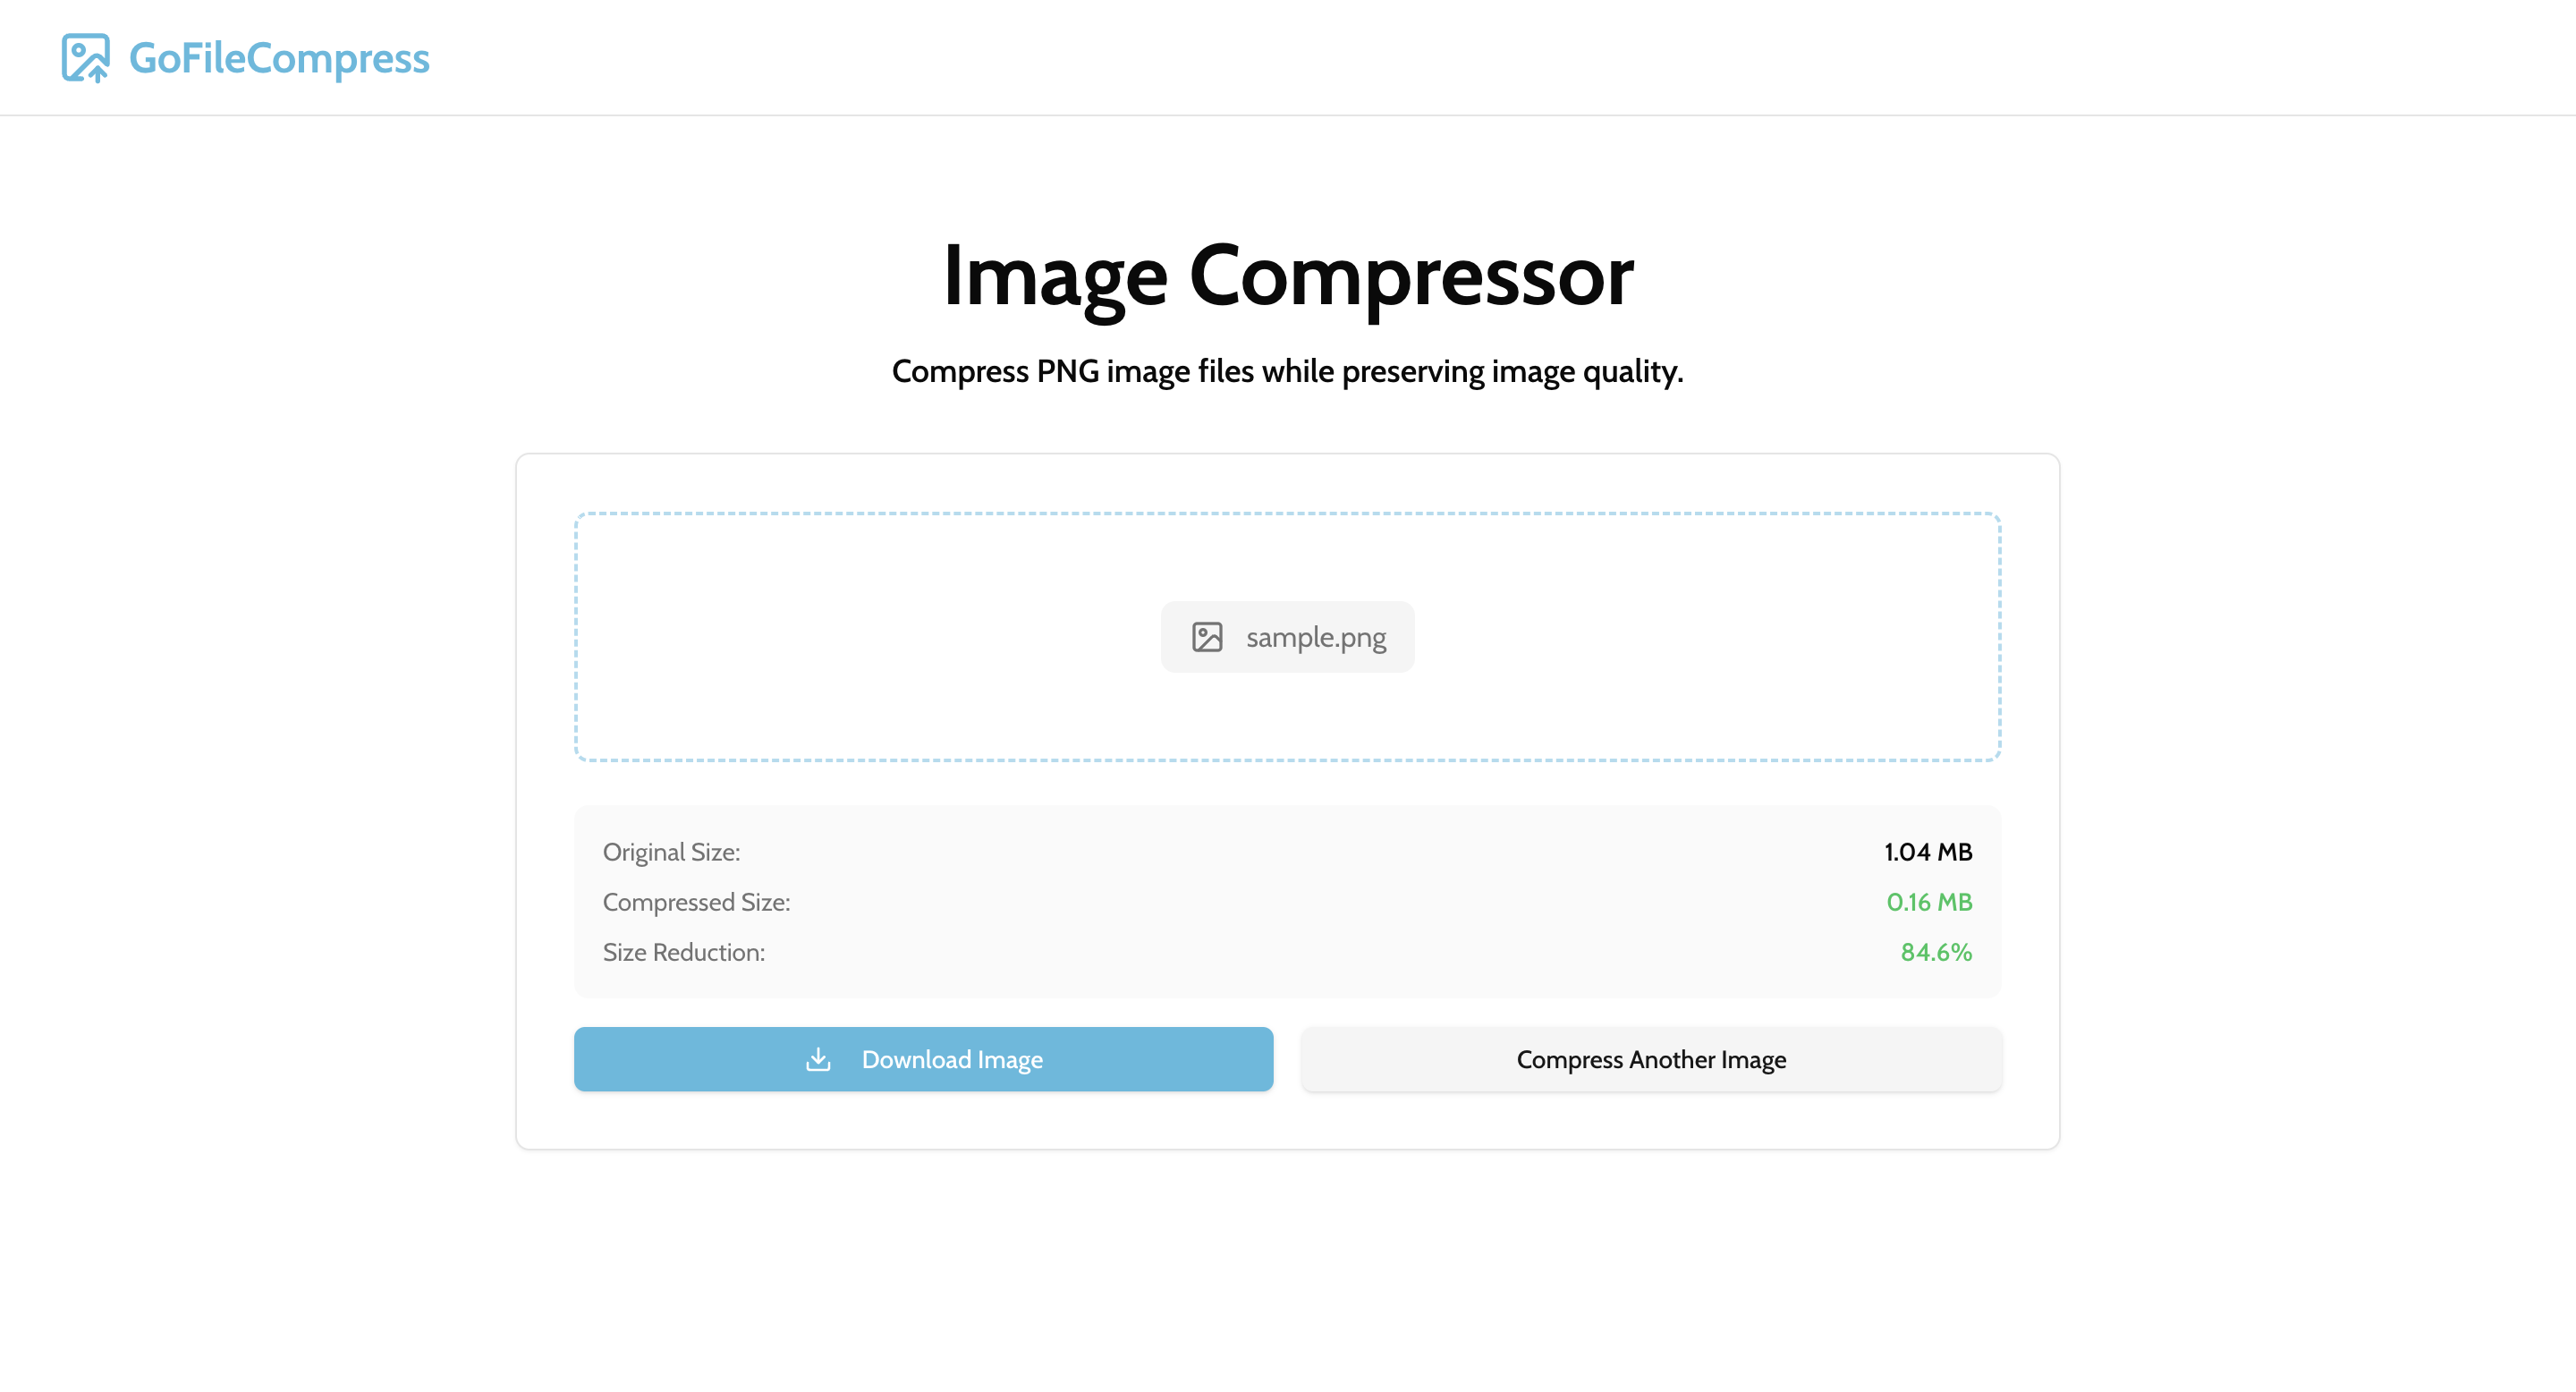 GoFileCompress
Image Compressor
Compress PNG image files while preserving image quality.
sample.png
Original Size: 1.04 MB
Compressed Size: 0.16 MB
Size Reduction: 84.6%
Download Image Compress Another Image